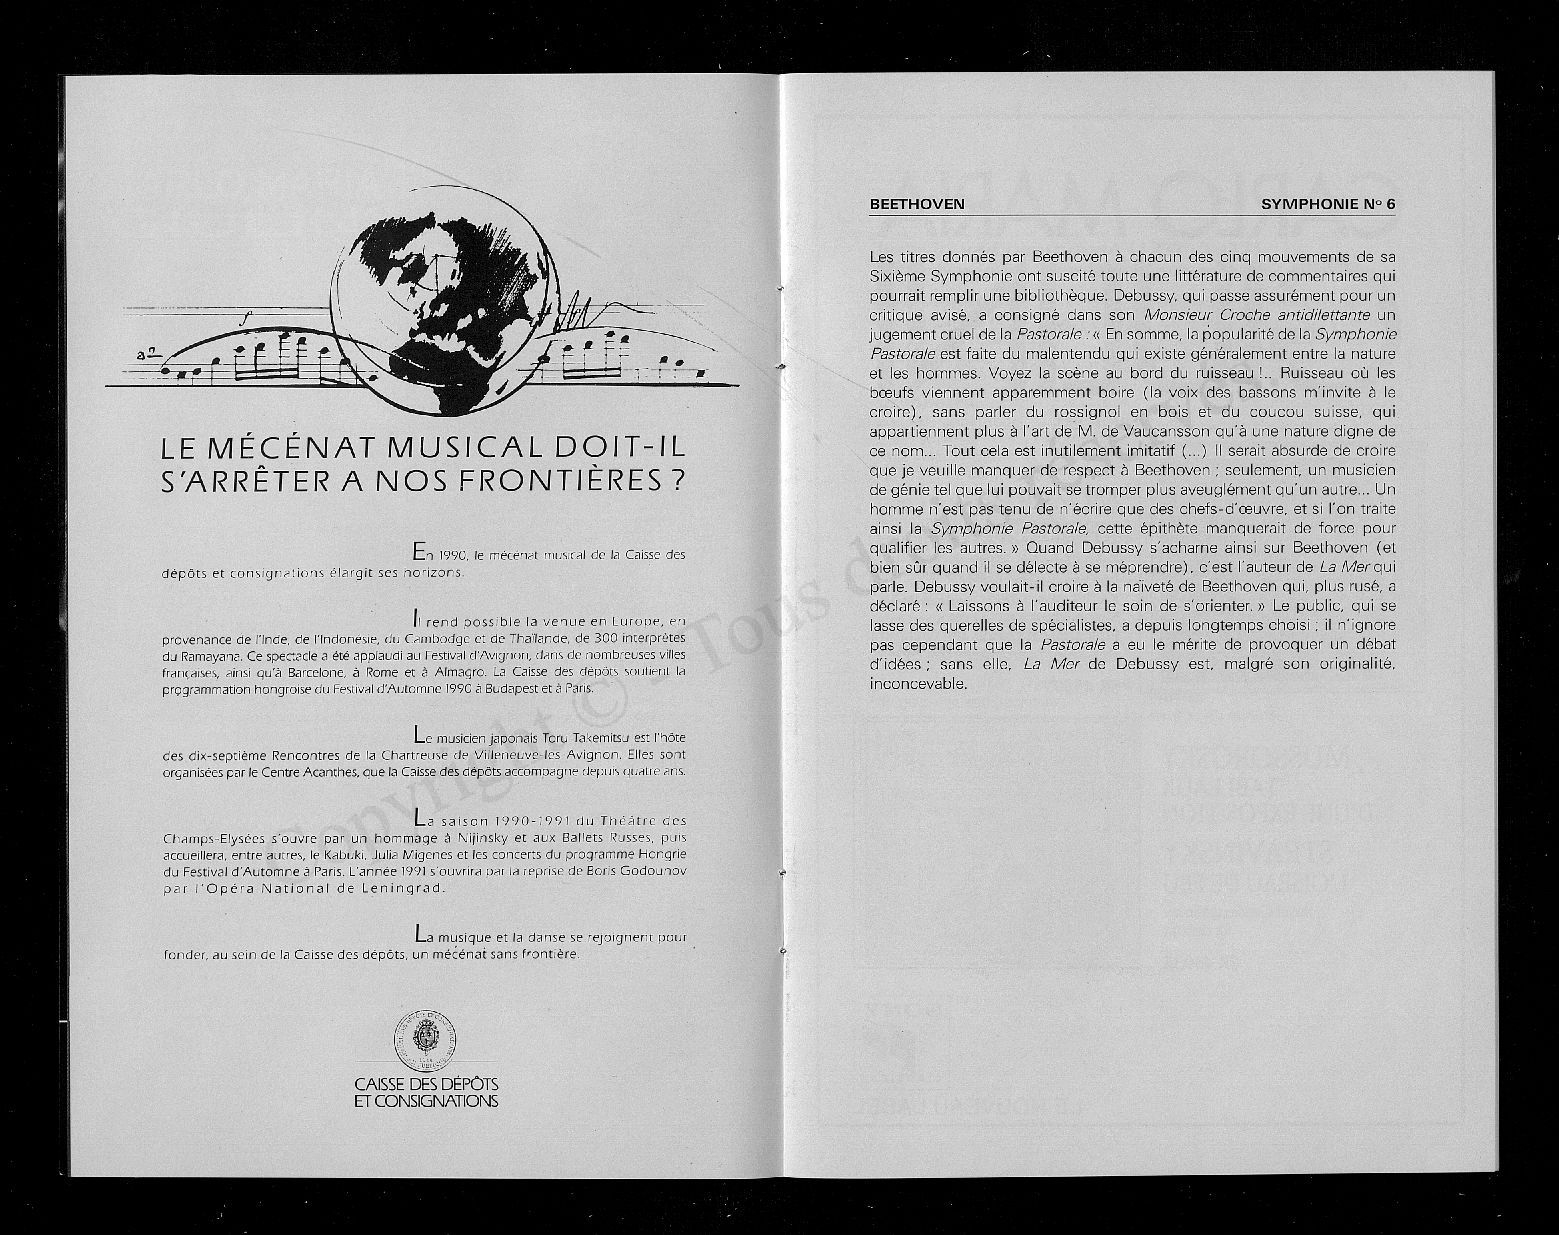 LE MÉCÉNAT MUSICAL DOIT-IL
S'ARRÊTER A NOS FRONTIÈRES ?
En 1990, le mécénat musical de la Caisse des
dépôts et consignations élargit ses horizons.
Il rend possible la venue en Europe, en
provenance de l'Inde, de l'Indonésie, du Cambodge et de Thaïlande, de 300 interprètes
du Ramayana. Ce spectacle a été applaudi au Festival d'Avignon, dans de nombreuses villes
françaises, ainsi qu'à Barcelone, à Rome et à Almagro. La Caisse des dépôts soutient la
programmation hongroise du Festival d'Automne 1990 à Budapest et à Paris.
Le musicien japonais Toru Takemitsu est l'hôte
des dix-septième Rencontres de la Chartreuse de Villeneuve-lès Avignon. Elles sont
organisées par le Centre Acanthes, que la Caisse des dépôts accompagne depuis quatre ans.
La saison 1990-1991 du Théâtre des
Champs-Elysées s'ouvre par un hommage à Nijinsky et aux Ballets Russes, puis
accueillera, entre autres, le Kabuki, Julia Migenes et les concerts du programme Hongrie
du Festival d'Automne à Paris. L'année 1991 s'ouvrira par la reprise de Boris Godounov
par l'Opéra National de Leningrad.
La musique et la danse se rejoignent pour
fonder, au sein de la Caisse des dépôts, un mécénat sans frontière.
CAISSE DES DÉPÔTS
ET CONSIGNATIONS
BEETHOVEN SYMPHONIE No 6
Les titres donnés par Beethoven à chacun des cinq mouvements de sa
Sixième Symphonie ont suscité toute une littérature de commentaires qui
pourrait remplir une bibliothèque. Debussy, qui passe assurément pour un
critique avisé, a consigné dans son Monsieur Croche antidilettante un
jugement cruel de la Pastorale : « En somme, la popularité de la Symphonie
Pastorale est faite du malentendu qui existe généralement entre la nature
et les hommes. Voyez la scène au bord du ruisseau !.. Ruisseau où les
bœufs viennent apparemment boire (la voix des bassons m'invite à le
croire), sans parler du rossignol en bois et du coucou suisse, qui
appartiennent plus à l'art de M. de Vaucansson qu'à une nature digne de
ce nom... Tout cela est inutilement imitatif (...) Il serait absurde de croire
que je veuille manquer de respect à Beethoven ; seulement, un musicien
de génie tel que lui pouvait se tromper plus aveuglément qu'un autre... Un
homme n'est pas tenu de n'écrire que des chefs-d'œuvre, et si l'on traite
ainsi la Symphonie Pastorale, cette épithète manquerait de force pour
qualifier les autres. » Quand Debussy s'acharne ainsi sur Beethoven (et
bien sûr quand il se délecte à se méprendre), c'est l'auteur de La Mer qui
parle. Debussy voulait-il croire à la naïveté de Beethoven qui, plus rusé, a
déclaré : « Laissons à l'auditeur le soin de s'orienter. » Le public, qui se
lasse des querelles de spécialistes, a depuis longtemps choisi ; il n'ignore
pas cependant que la Pastorale a eu le mérite de provoquer un débat
d'idées ; sans elle, La Mer de Debussy est, malgré son originalité,
inconcevable.
Copyright © Tous